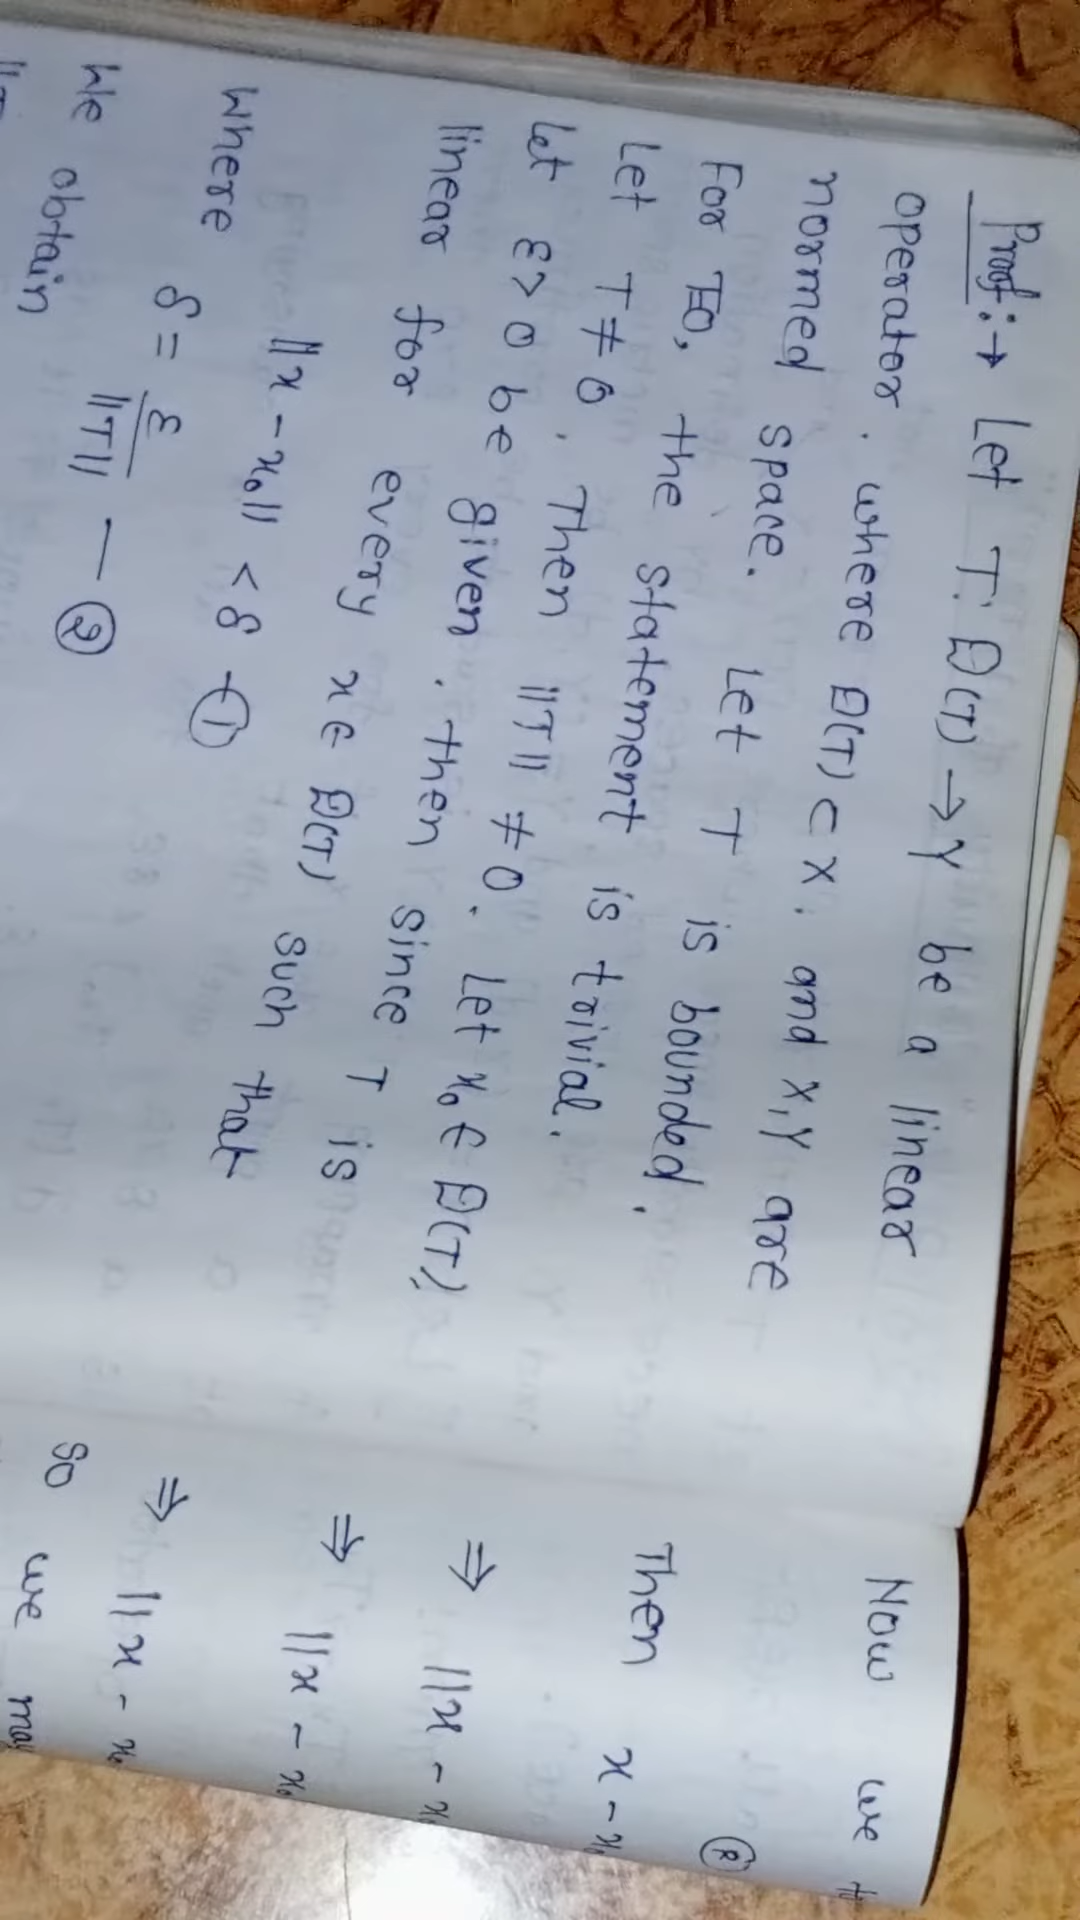 Proof:→ Let T: D(T) → Y be a linear
operator. where D(T) ⊂ X. and X,Y are
normed space. Let T is bounded.
For T=0, the statement is trivial.
Let T ≠ 0. Then ||T|| ≠ 0. Let x₀ ∈ D(T),
Let ε>0 be given. then since T is
linear for every x ∈ D(T) such that
||x - x₀|| < δ -①
where δ = ε/||T|| — ②
We obtain
Now we
Then x - x₀
⇒ ||x - x₀
⇒ ||x - x₀
⇒ ||x - x₀
so we may